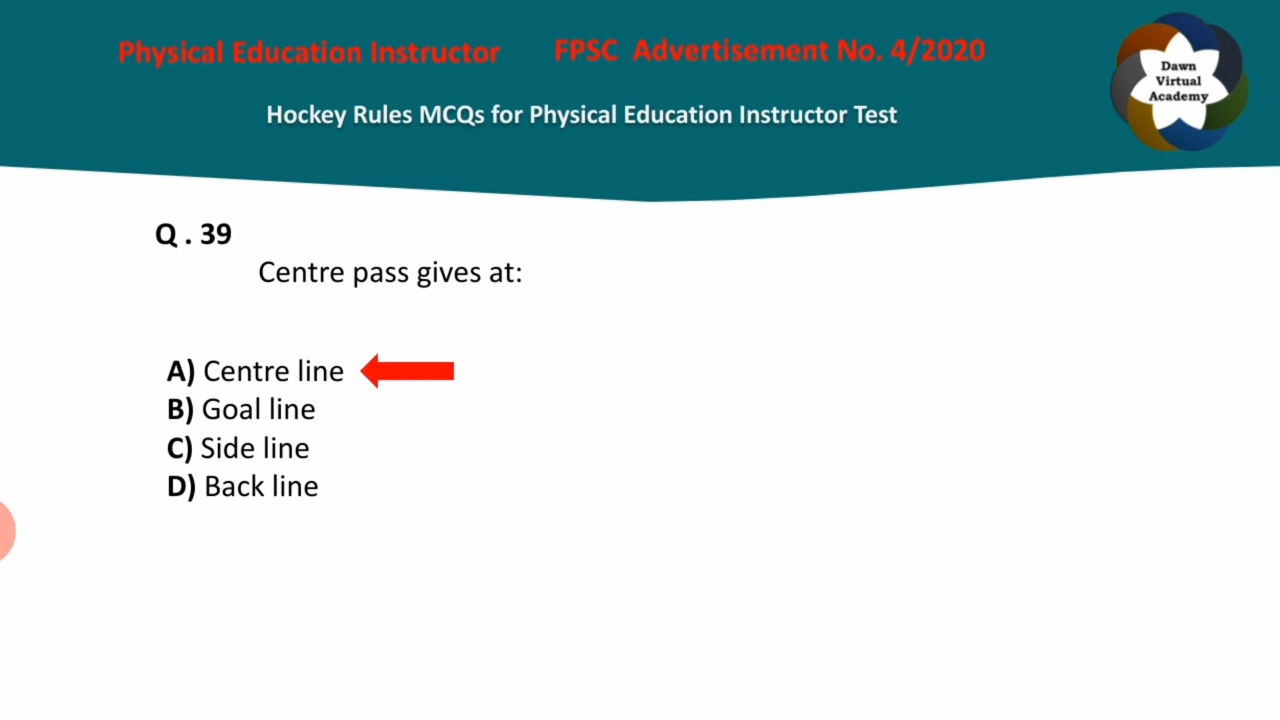 Physical Education Instructor FPSC Advertisement No. 4/2020
Dawn
Virtual
Academy
Hockey Rules MCQs for Physical Education Instructor Test
Q . 39
Centre pass gives at:
A) Centre line
B) Goal line
C) Side line
D) Back line